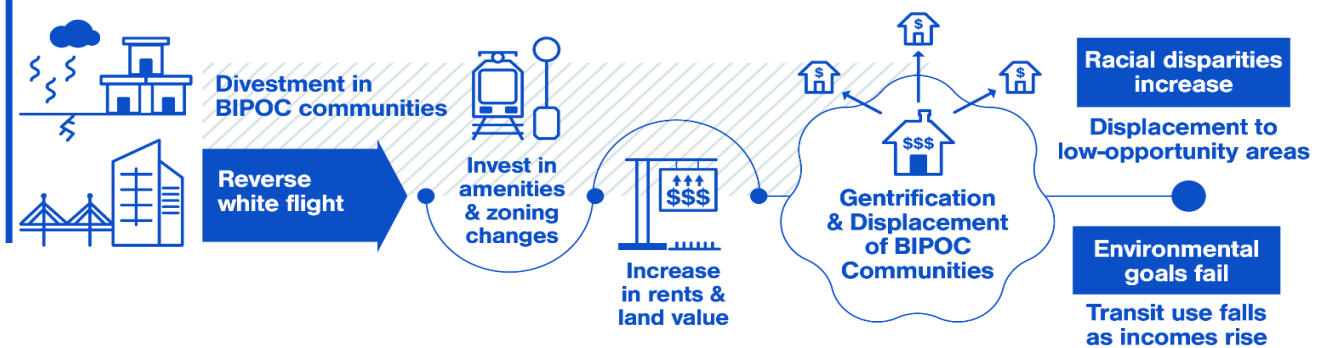 Divestment in
BIPOC communities
Reverse
white flight
Invest in
amenities
& zoning
changes
$$$
Increase
in rents &
land value
$
$
$
$$$
Gentrification
& Displacement
of BIPOC
Communities
Racial disparities
increase
Displacement to
low-opportunity areas
Environmental
goals fail
Transit use falls
as incomes rise